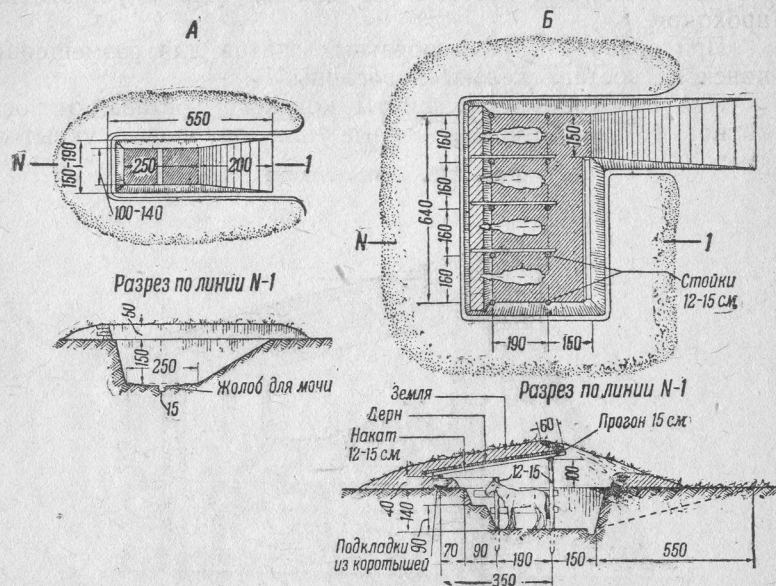 А
550
N
150-190
250
200
1
100-140
Разрез по линии N-1
50
150
250
Жолоб для мочи
15
Б
160
150
160
640
160
160
N
1
Стойки
12-15 см
190
150
Разрез по линии N-1
Земля
Дерн
Накат
12-15 см
60
Прогон 15 см
12-15
100
40
140
90
Подкладки
из коротышей
70
90
190
150
550
350